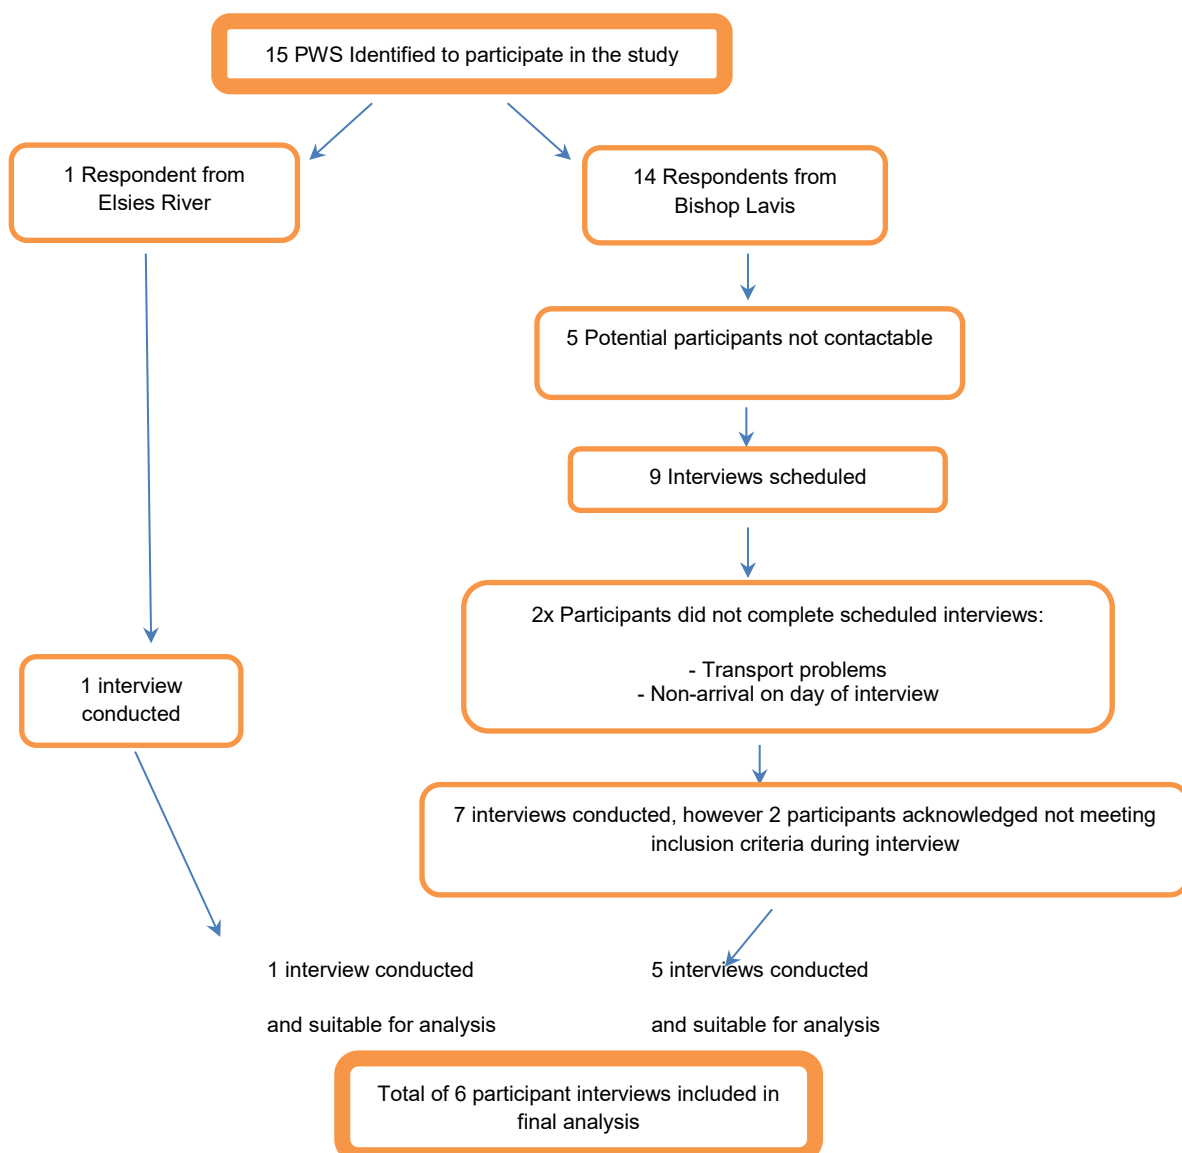 15 PWS Identified to participate in the study
1 Respondent from
Elsies River
14 Respondents from
Bishop Lavis
5 Potential participants not contactable
9 Interviews scheduled
2x Participants did not complete scheduled interviews:
- Transport problems
- Non-arrival on day of interview
1 interview
conducted
7 interviews conducted, however 2 participants acknowledged not meeting
inclusion criteria during interview
1 interview conducted
and suitable for analysis
5 interviews conducted
and suitable for analysis
Total of 6 participant interviews included in
final analysis